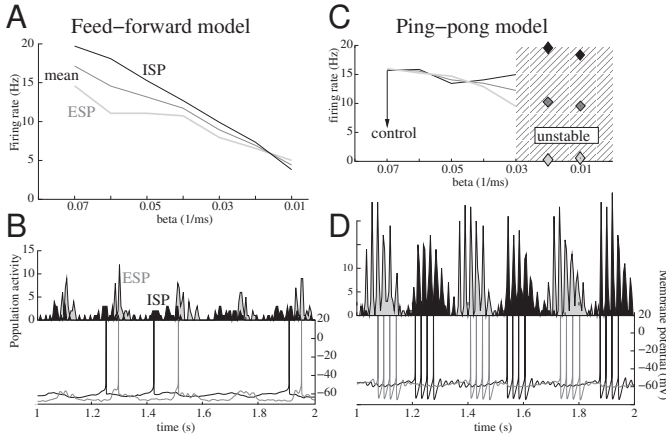 A Feed–forward model
Firing rate (Hz)
20
15
10
5
0
mean
ISP
ESP
0.07 0.05 0.03 0.01
beta (1/ms)
C Ping–pong model
firing rate (Hz)
20
15
10
5
0
control
unstable
0.07 0.05 0.03 0.01
beta (1/ms)
B
Population activity
15
10
5
0
ESP
ISP
20
0
−20
−40
−60
1 1.2 1.4 1.6 1.8 2
time (s)
D
20
15
10
5
0
Membrane potential (mV)
20
0
−20
−40
−60
1 1.2 1.4 1.6 1.8 2
time (s)